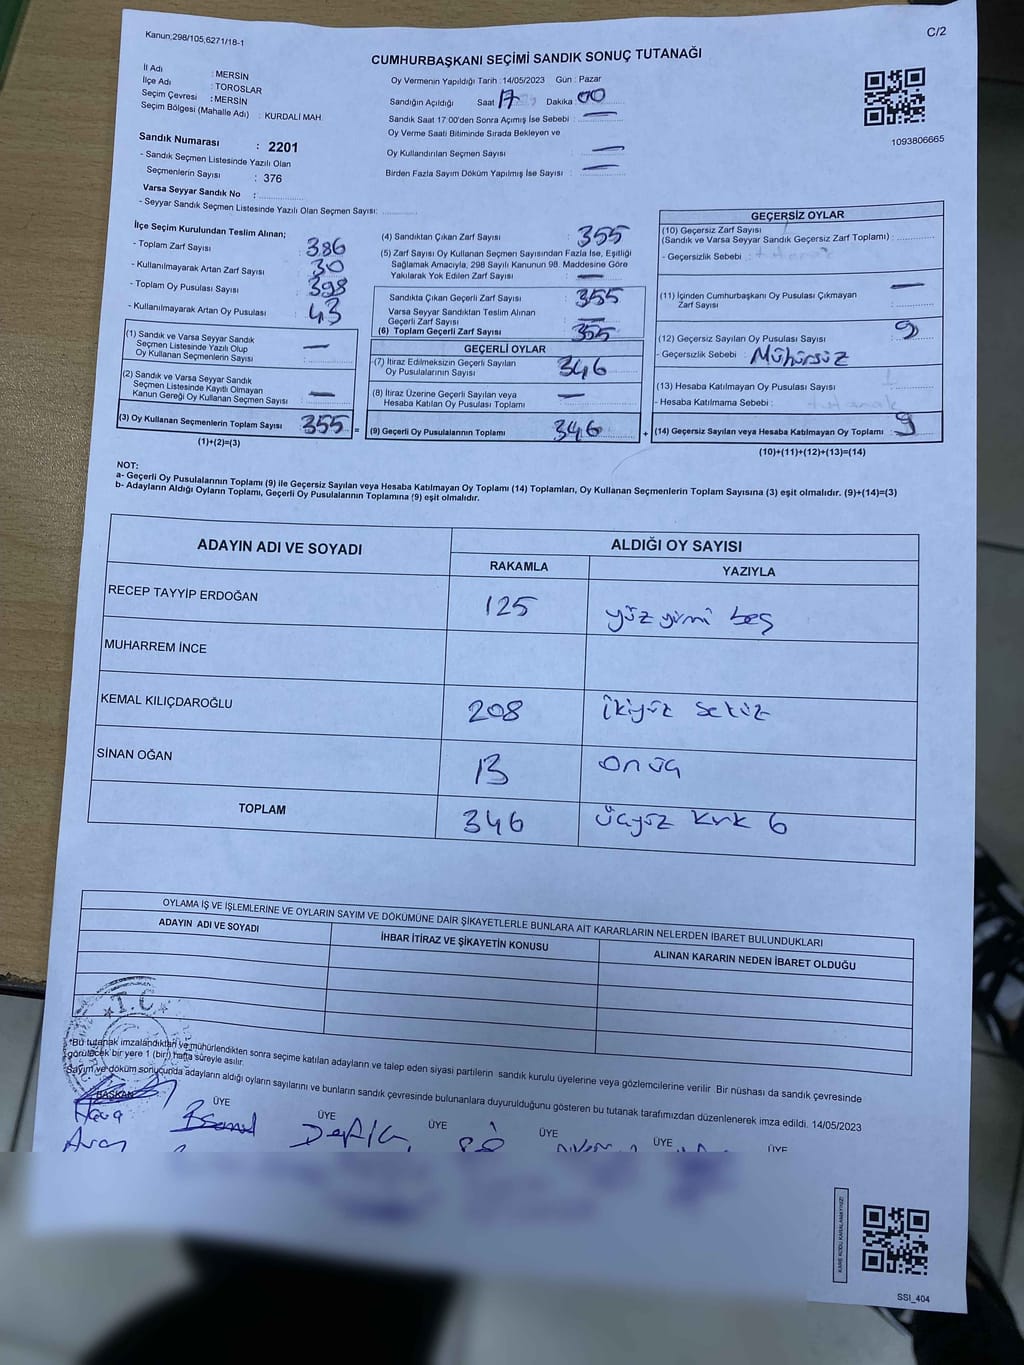 Kanun,298/105,6271/18-1
C/2
CUMHURBAŞKANI SEÇİMİ SANDIK SONUÇ TUTANAĞI
İl Adı : MERSİN
İlçe Adı : TOROSLAR
Seçim Çevresi : MERSİN
Seçim Bölgesi (Mahalle Adı) : KURDALİ MAH.
Sandık Numarası : 2201
- Sandık Seçmen Listesinde Yazılı Olan
Seçmenlerin Sayısı : 376
Varsa Seyyar Sandık No :
- Seyyar Sandık Seçmen Listesinde Yazılı Olan Seçmen Sayısı:
Oy Vermenin Yapıldığı Tarih :14/05/2023 Gün : Pazar
Sandığın Açıldığı Saat 17 Dakika : 00
Sandık Saat 17:00'den Sonra Açımış İse Sebebi : —
Oy Verme Saati Bitiminde Sırada Bekleyen ve
Oy Kullandırılan Seçmen Sayısı : —
Birden Fazla Sayım Döküm Yapılmış İse Sayısı : —
1093806665
İlçe Seçim Kurulundan Teslim Alınan;
- Toplam Zarf Sayısı : 386
- Kullanılmayarak Artan Zarf Sayısı : 30
- Toplam Oy Pusulası Sayısı : 398
- Kullanılmayarak Artan Oy Pusulası : 43
(1) Sandık ve Varsa Seyyar Sandık
Seçmen Listesinde Yazılı Olup
Oy Kullanan Seçmenlerin Sayısı : —
(2) Sandık ve Varsa Seyyar Sandık
Seçmen Listesinde Kayıtlı Olmayan
Kanun Gereği Oy Kullanan Seçmen Sayısı : —
(3) Oy Kullanan Seçmenlerin Toplam Sayısı : 355 =
(1)+(2)=(3)
(4) Sandıktan Çıkan Zarf Sayısı : 355
(5) Zarf Sayısı Oy Kullanan Seçmen Sayısından Fazla İse, Eşitliği
Sağlamak Amacıyla, 298 Sayılı Kanunun 98. Maddesine Göre
Yakılarak Yok Edilen Zarf Sayısı : —
Sandıkta Çıkan Geçerli Zarf Sayısı : 355
Varsa Seyyar Sandıktan Teslim Alınan
Geçerli Zarf Sayısı : —
(6) Toplam Geçerli Zarf Sayısı : 355
GEÇERLİ OYLAR
(7) İtiraz Edilmeksizin Geçerli Sayılan
Oy Pusulalarının Sayısı : 346
(8) İtiraz Üzerine Geçerli Sayılan veya
Hesaba Katılan Oy Pusulası Toplamı : —
(9) Geçerli Oy Pusulalarının Toplamı : 346 +
GEÇERSİZ OYLAR
(10) Geçersiz Zarf Sayısı
(Sandık ve Varsa Seyyar Sandık Geçersiz Zarf Toplamı) :
- Geçersizlik Sebebi :
(11) İçinden Cumhurbaşkanı Oy Pusulası Çıkmayan
Zarf Sayısı : —
(12) Geçersiz Sayılan Oy Pusulası Sayısı : 9
- Geçersizlik Sebebi : Mühürsüz
(13) Hesaba Katılmayan Oy Pusulası Sayısı :
- Hesaba Katılmama Sebebi :
(14) Geçersiz Sayılan veya Hesaba Katılmayan Oy Toplamı : 9
(10)+(11)+(12)+(13)=(14)
NOT:
a- Geçerli Oy Pusulalarının Toplamı (9) ile Geçersiz Sayılan veya Hesaba Katılmayan Oy Toplamı (14) Toplamları, Oy Kullanan Seçmenlerin Toplam Sayısına (3) eşit olmalıdır. (9)+(14)=(3)
b- Adayların Aldığı Oyların Toplamı, Geçerli Oy Pusulalarının Toplamına (9) eşit olmalıdır.
ADAYIN ADI VE SOYADI ALDIĞI OY SAYISI
RAKAMLA YAZIYLA
RECEP TAYYİP ERDOĞAN 125 yüz yirmi beş
MUHARREM İNCE
KEMAL KILIÇDAROĞLU 208 ikiyüz sekiz
SİNAN OĞAN 13 on üç
TOPLAM 346 üçyüz kırk 6
OYLAMA İŞ VE İŞLEMLERİNE VE OYLARIN SAYIM VE DÖKÜMÜNE DAİR ŞİKAYETLERLE BUNLARA AİT KARARLARIN NELERDEN İBARET BULUNDUKLARI
ADAYIN ADI VE SOYADI İHBAR İTİRAZ VE ŞİKAYETİN KONUSU ALINAN KARARIN NEDEN İBARET OLDUĞU
T.C.
*Bu tutanak imzalandıktan ve mühürlendikten sonra seçime katılan adayların ve talep eden siyasi partilerin sandık kurulu üyelerine veya gözlemcilerine verilir. Bir nüshası da sandık çevresinde
görülecek bir yere 1 (bir) hafta süreyle asılır.
Sayım ve döküm sonucunda adayların aldığı oyların sayılarını ve bunların sandık çevresinde bulunanlara duyurulduğunu gösteren bu tutanak tarafımızdan düzenlenerek imza edildi. 14/05/2023
BAŞKAN ÜYE ÜYE ÜYE ÜYE ÜYE ÜYE
KARE KODU KARALAMAYINIZ!
SSI_404